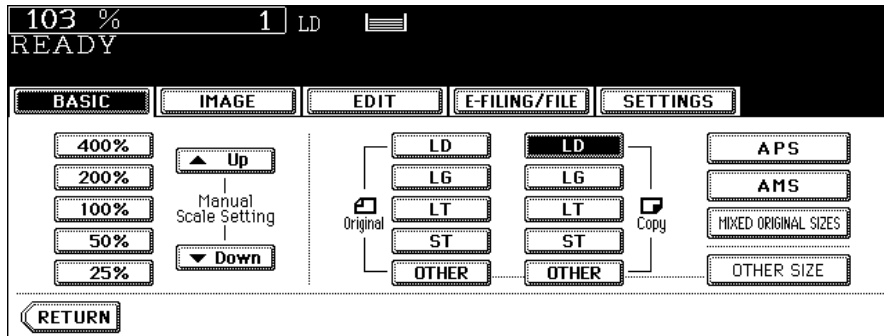 103 % 1 LD
READY
BASIC IMAGE EDIT E-FILING/FILE SETTINGS
400% Up LD LD APS
200% LG LG AMS
100% Manual Scale Setting Original LT LT Copy MIXED ORIGINAL SIZES
50% Down ST ST
25% OTHER OTHER OTHER SIZE
RETURN